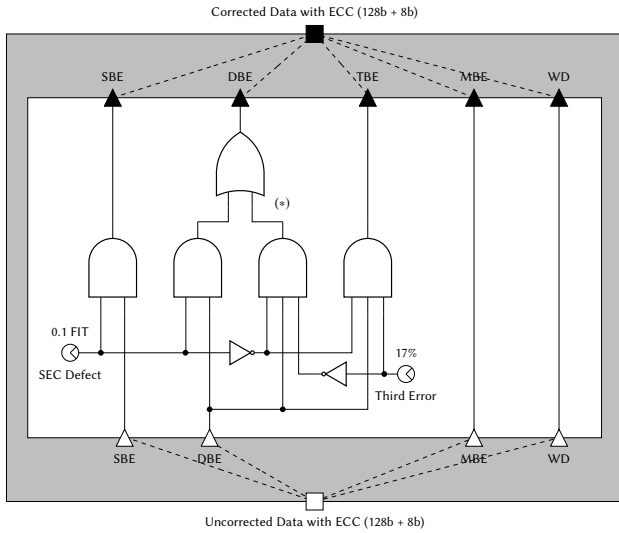 Corrected Data with ECC (128b + 8b)
SBE DBE TBE MBE WD
(*)
0.1 FIT
17%
SEC Defect
Third Error
SBE DBE MBE WD
Uncorrected Data with ECC (128b + 8b)